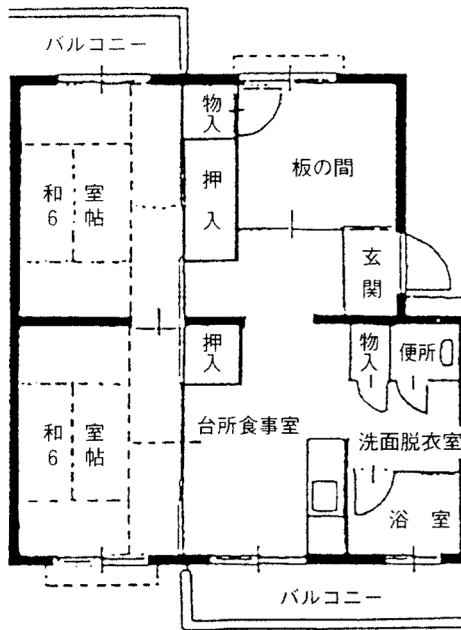 バルコニー
物入
板の間
押入
和室
6帖
玄関
押入
物入
便所
台所食事室
和室
6帖
洗面脱衣室
浴室
バルコニー